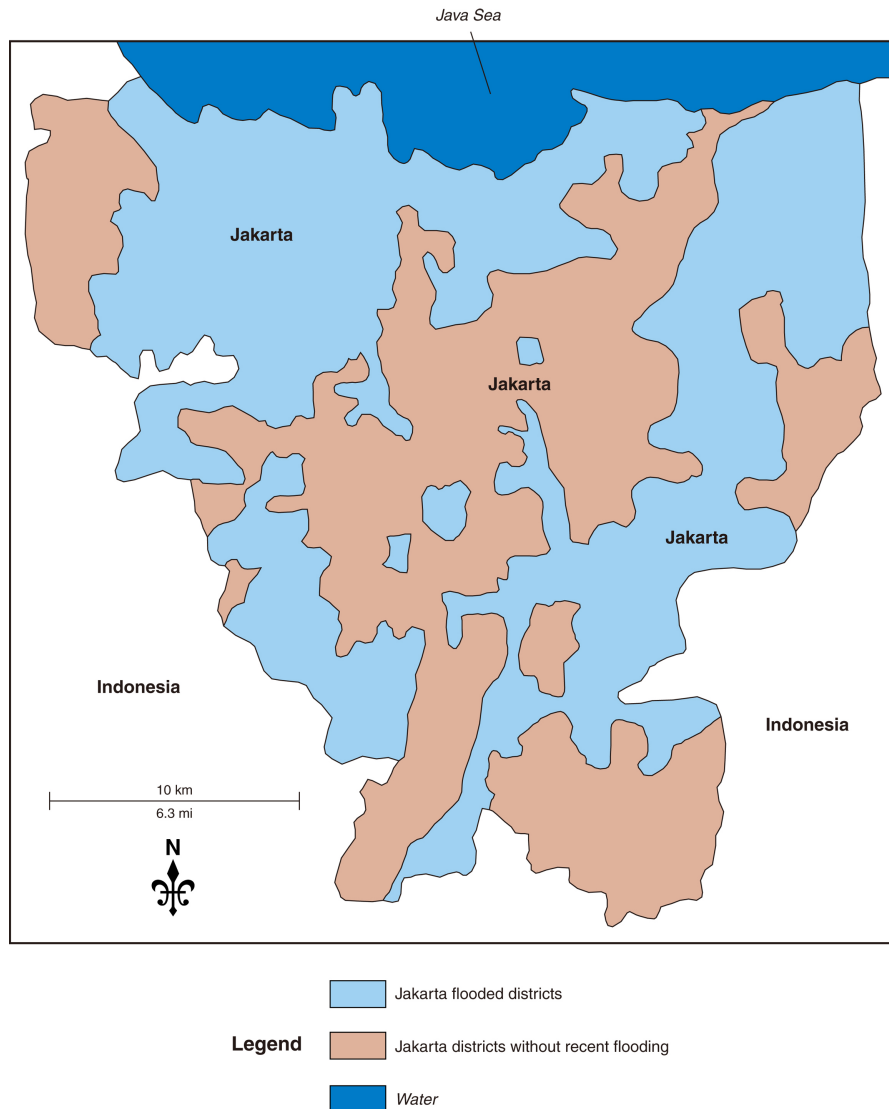 Java Sea
Jakarta
Jakarta
Jakarta
Indonesia
Indonesia
10 km
6.3 mi
N
Legend
Jakarta flooded districts
Jakarta districts without recent flooding
Water